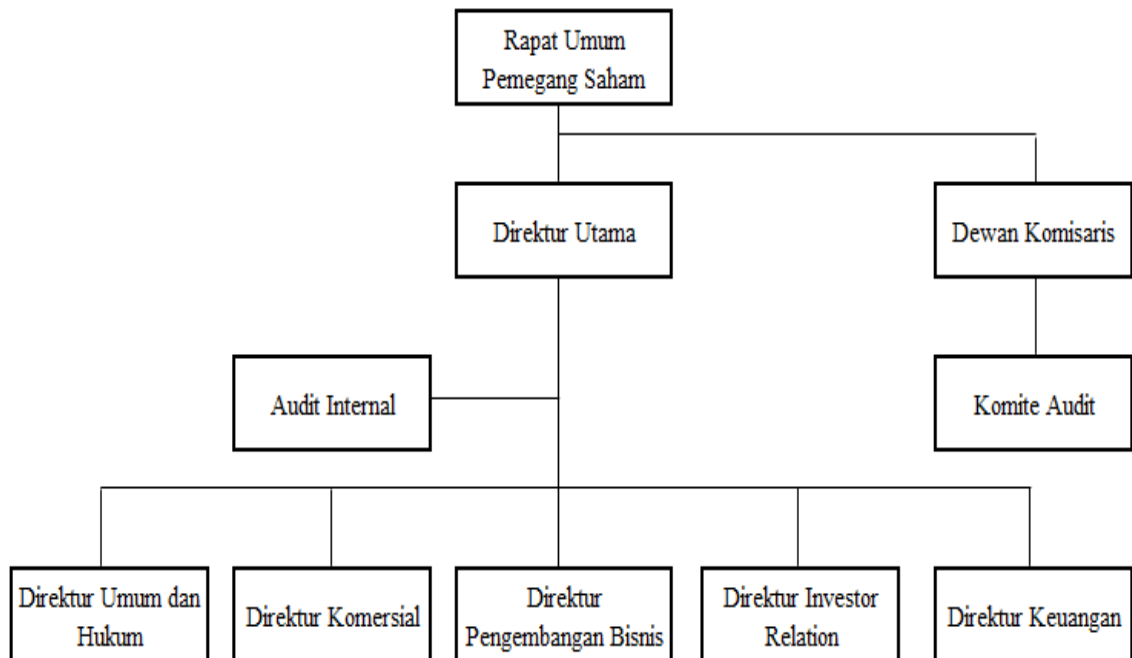 Rapat Umum
Pemegang Saham
Direktur Utama
Dewan Komisaris
Audit Internal
Komite Audit
Direktur Umum dan
Hukum
Direktur Komersial
Direktur
Pengembangan Bisnis
Direktur Investor
Relation
Direktur Keuangan